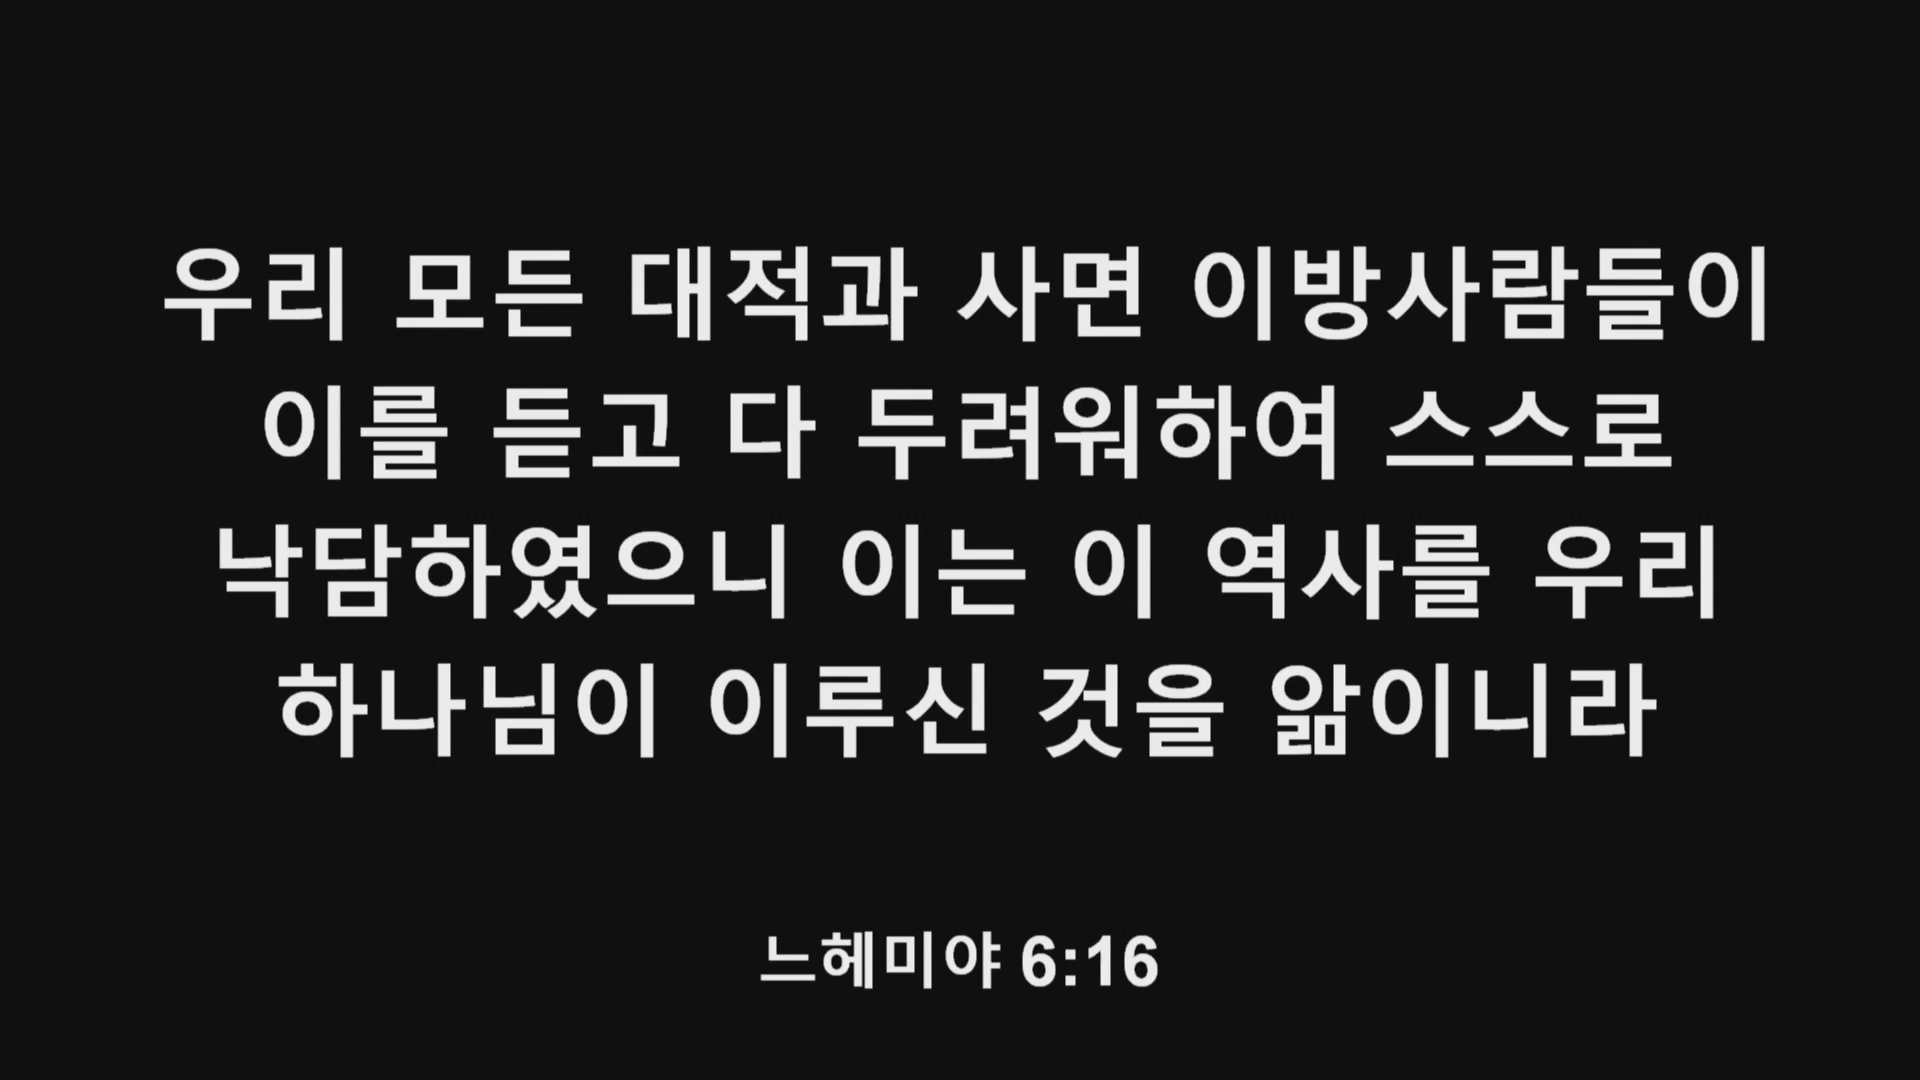 우리 모든 대적과 사면 이방사람들이
이를 듣고 다 두려워하여 스스로
낙담하였으니 이는 이 역사를 우리
하나님이 이루신 것을 앎이니라
느헤미야 6:16